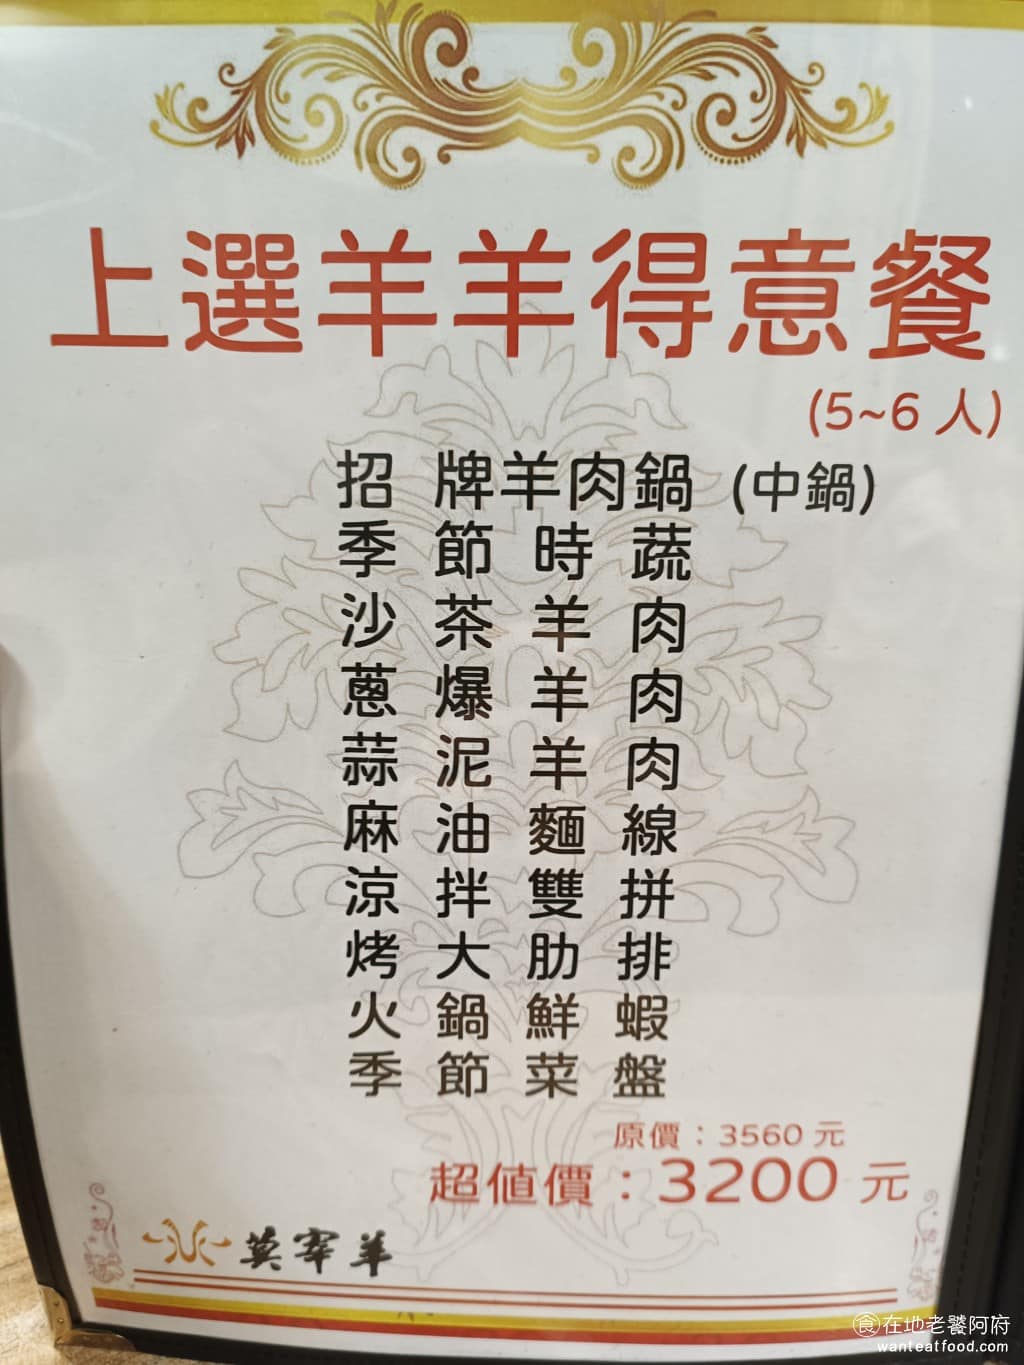 上選羊羊得意餐
(5~6 人)
招牌羊肉鍋 (中鍋)
季節時蔬
沙茶羊肉
蔥爆羊肉
蒜泥羊肉
麻油麵線
涼拌雙拼
烤大肋排
火鍋鮮蝦
季節菜盤
原價：3560 元
超值價：3200 元
莫宰羊
食在地老饕阿府
wanteatfood.com